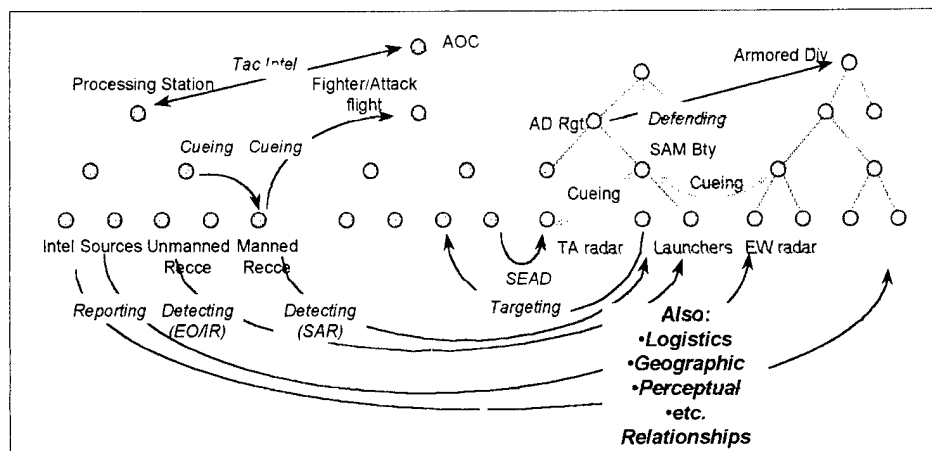 AOC
Armored Div
Tac Intel
Processing Station
Fighter/Attack
flight
AD Rgt
Defending
Cueing
Cueing
SAM Bty
Cueing
Cueing
Intel Sources
Unmanned
Recce
Manned
Recce
TA radar
Launchers
EW radar
SEAD
Reporting
Detecting
(EO/IR)
Detecting
(SAR)
Targeting
Also:
•Logistics
•Geographic
•Perceptual
•etc.
Relationships